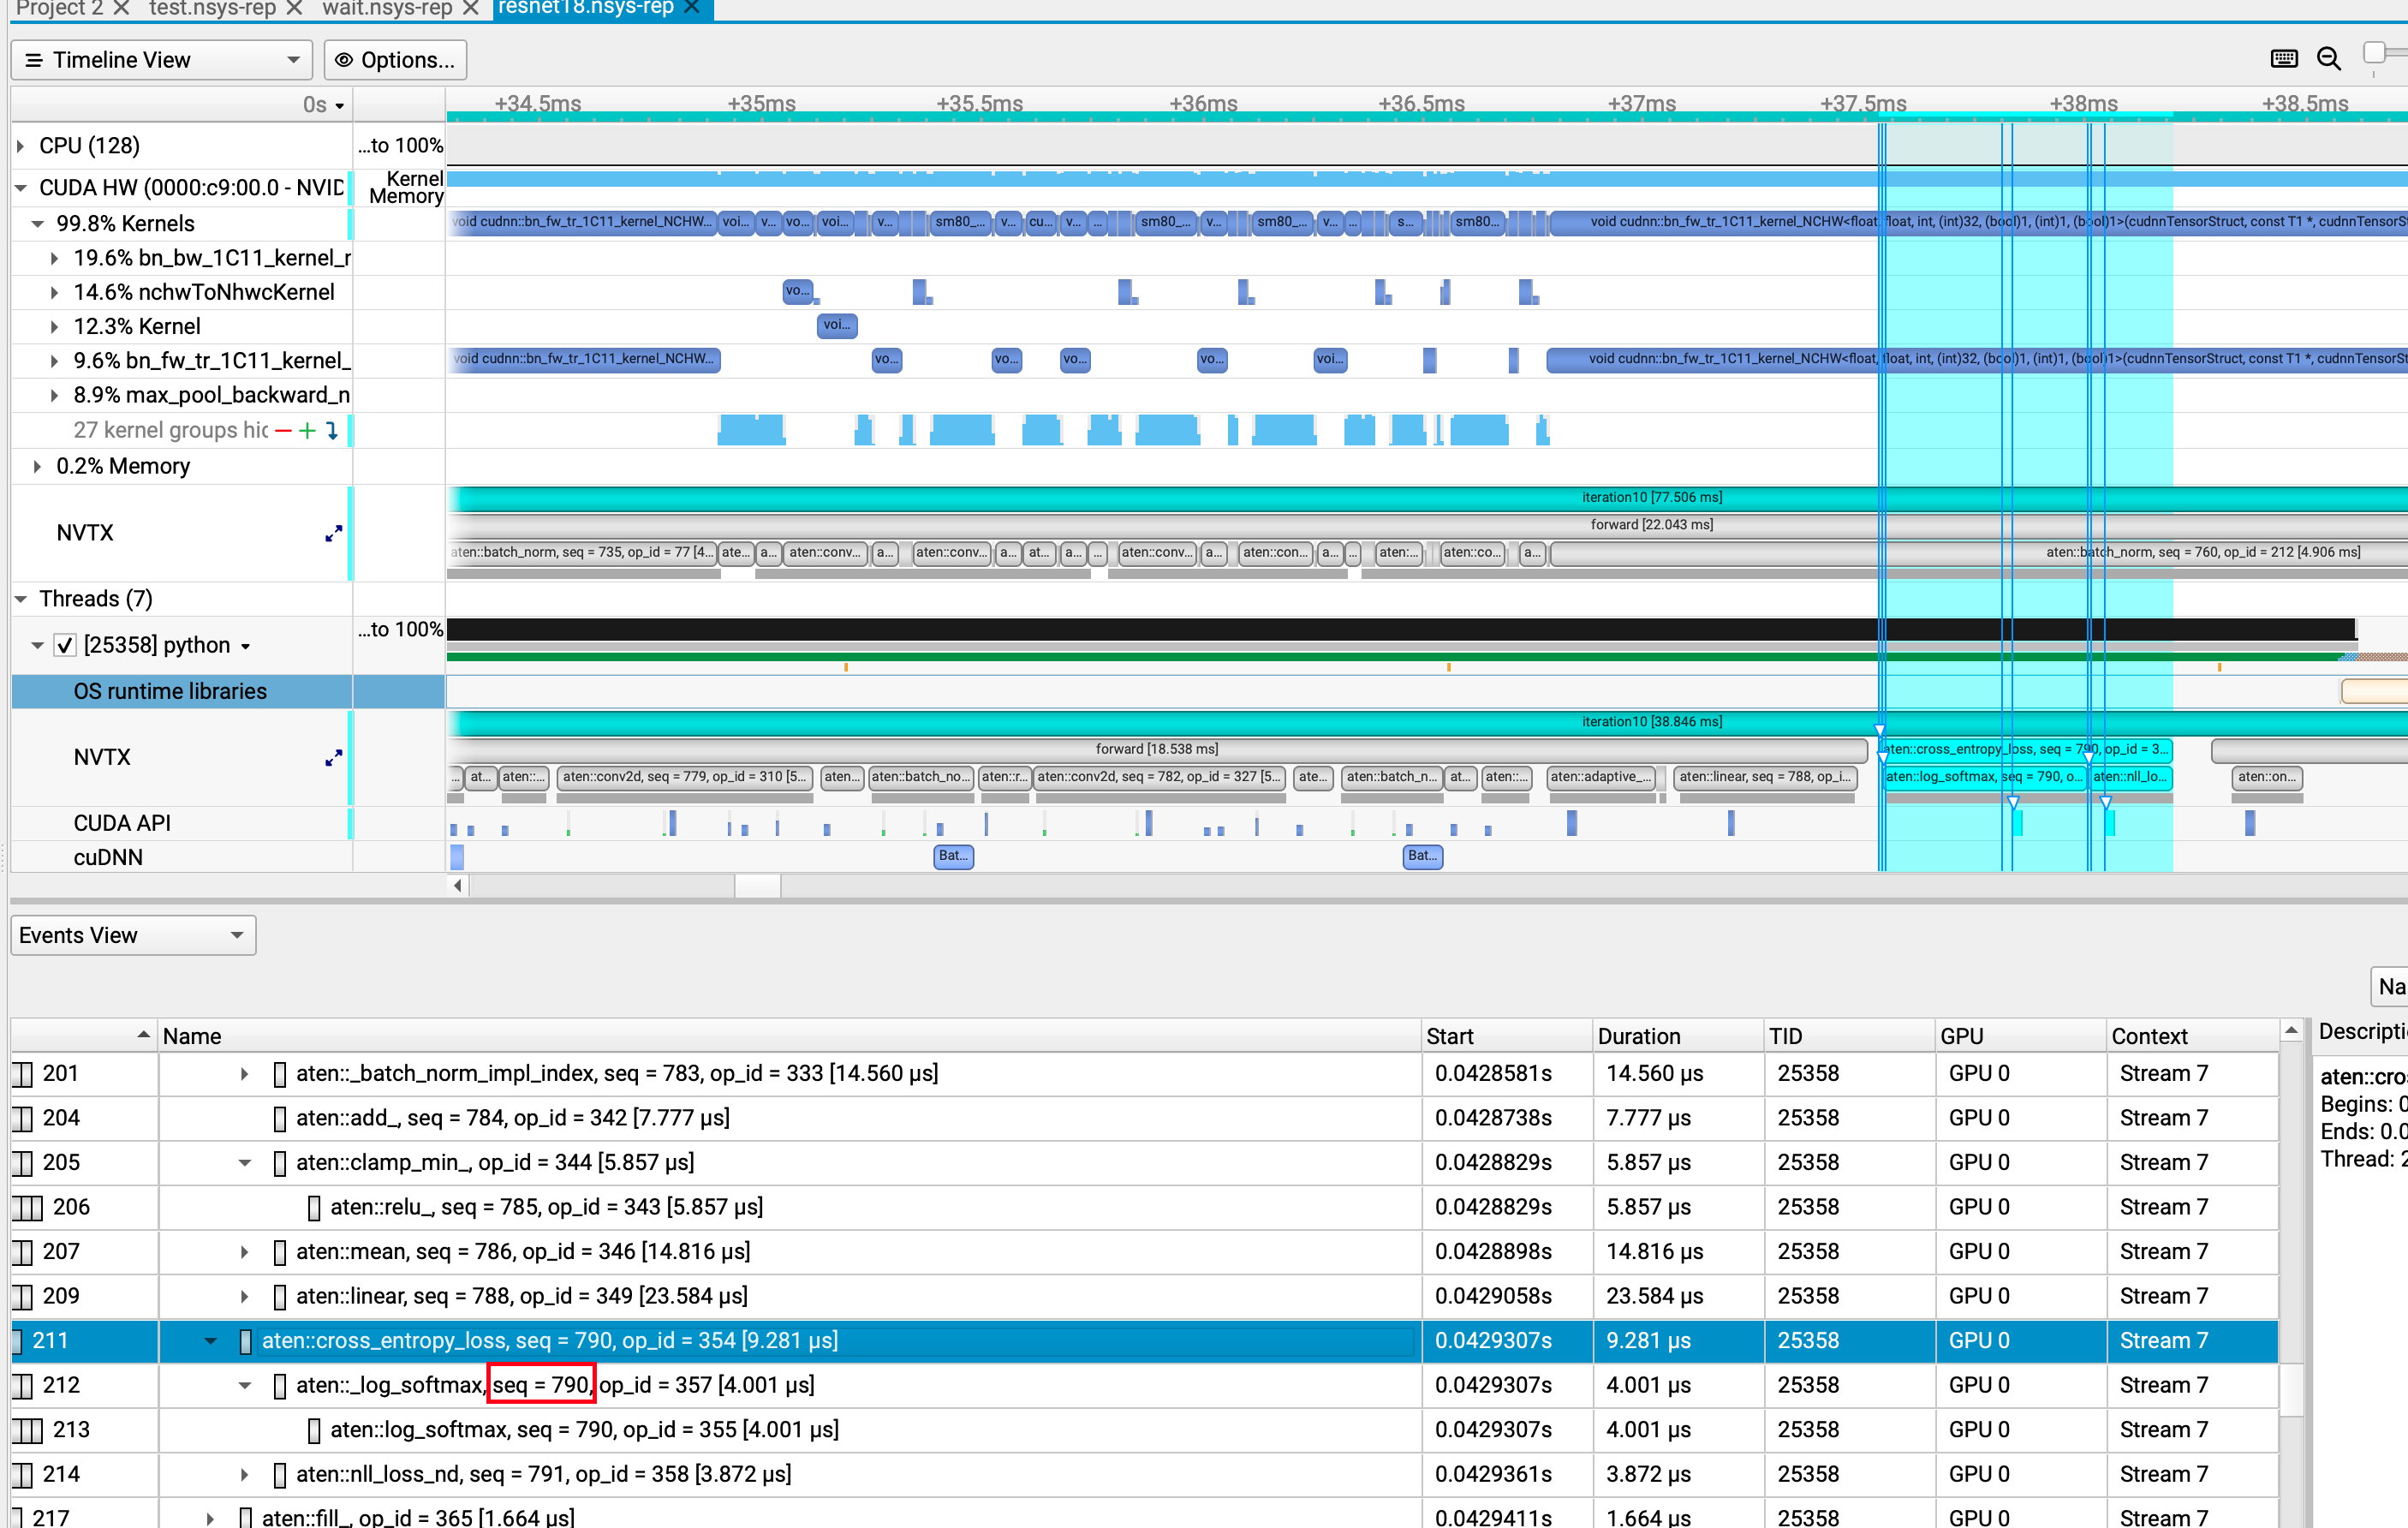 Project 2 test.nsys-rep wait.nsys-rep resnet18.nsys-rep
Timeline View Options...
0s +34.5ms +35ms +35.5ms +36ms +36.5ms +37ms +37.5ms +38ms +38.5ms
CPU (128) ...to 100%
CUDA HW (0000:c9:00.0 - NVID Kernel
Memory
99.8% Kernels void cudnn::bn_fw_tr_1C11_kernel_NCHW... voi... v... vo... voi... v... sm80_... v... cu... v... ... sm80_... v... sm80_... v... ... s... sm80... void cudnn::bn_fw_tr_1C11_kernel_NCHW<float, float, int, (int)32, (bool)1, (int)1, (bool)1>(cudnnTensorStruct, const T1 *, cudnnTensorS
19.6% bn_bw_1C11_kernel_r
14.6% nchwToNhwcKernel vo...
12.3% Kernel voi...
9.6% bn_fw_tr_1C11_kernel_ void cudnn::bn_fw_tr_1C11_kernel_NCHW... vo... vo... vo... vo... voi... void cudnn::bn_fw_tr_1C11_kernel_NCHW<float, float, int, (int)32, (bool)1, (int)1, (bool)1>(cudnnTensorStruct, const T1 *, cudnnTensorS
8.9% max_pool_backward_n
27 kernel groups hic
0.2% Memory
iteration10 [77.506 ms]
forward [22.043 ms]
NVTX
aten::batch_norm, seq = 735, op_id = 77 [4... ate... a... aten::conv... a... aten::conv... a... at... a... ... aten::conv... a... aten::con... a... ... aten:... aten::co... a... aten::batch_norm, seq = 760, op_id = 212 [4.906 ms]
Threads (7)
[25358] python ...to 100%
OS runtime libraries
iteration10 [38.846 ms]
forward [18.538 ms] aten::cross_entropy_loss, seq = 790, op_id = 3...
NVTX
... at... aten::... aten::conv2d, seq = 779, op_id = 310 [5... aten... aten::batch_no... aten::r... aten::conv2d, seq = 782, op_id = 327 [5... ate... aten::batch_n... at... aten::... aten::adaptive_... aten::linear, seq = 788, op_i... aten::log_softmax, seq = 790, o... aten::nll_lo... aten::on...
CUDA API
cuDNN Bat... Bat...
Events View
Na
Name Start Duration TID GPU Context Descripti
201 aten::_batch_norm_impl_index, seq = 783, op_id = 333 [14.560 μs] 0.0428581s 14.560 μs 25358 GPU 0 Stream 7 aten::cro
204 aten::add_, seq = 784, op_id = 342 [7.777 μs] 0.0428738s 7.777 μs 25358 GPU 0 Stream 7 Begins: 0
Ends: 0.0
205 aten::clamp_min_, op_id = 344 [5.857 μs] 0.0428829s 5.857 μs 25358 GPU 0 Stream 7 Thread: 2
206 aten::relu_, seq = 785, op_id = 343 [5.857 μs] 0.0428829s 5.857 μs 25358 GPU 0 Stream 7
207 aten::mean, seq = 786, op_id = 346 [14.816 μs] 0.0428898s 14.816 μs 25358 GPU 0 Stream 7
209 aten::linear, seq = 788, op_id = 349 [23.584 μs] 0.0429058s 23.584 μs 25358 GPU 0 Stream 7
211 aten::cross_entropy_loss, seq = 790, op_id = 354 [9.281 μs] 0.0429307s 9.281 μs 25358 GPU 0 Stream 7
212 aten::_log_softmax, seq = 790, op_id = 357 [4.001 μs] 0.0429307s 4.001 μs 25358 GPU 0 Stream 7
213 aten::log_softmax, seq = 790, op_id = 355 [4.001 μs] 0.0429307s 4.001 μs 25358 GPU 0 Stream 7
214 aten::nll_loss_nd, seq = 791, op_id = 358 [3.872 μs] 0.0429361s 3.872 μs 25358 GPU 0 Stream 7
217 aten::fill_, op_id = 365 [1.664 μs] 0.0429411s 1.664 μs 25358 GPU 0 Stream 7